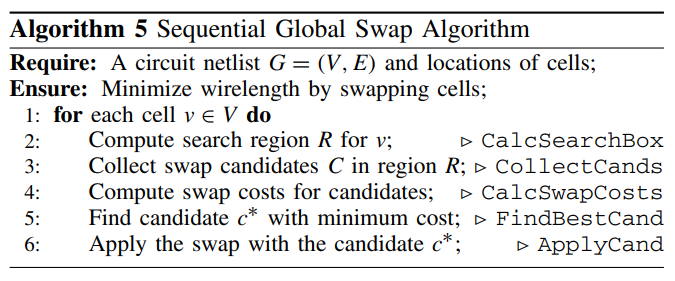 Algorithm 5 Sequential Global Swap Algorithm
Require: A circuit netlist G = (V, E) and locations of cells;
Ensure: Minimize wirelength by swapping cells;
1: for each cell v ∈ V do
2: Compute search region R for v; ▷ CalcSearchBox
3: Collect swap candidates C in region R; ▷ CollectCands
4: Compute swap costs for candidates; ▷ CalcSwapCosts
5: Find candidate c* with minimum cost; ▷ FindBestCand
6: Apply the swap with the candidate c*; ▷ ApplyCand